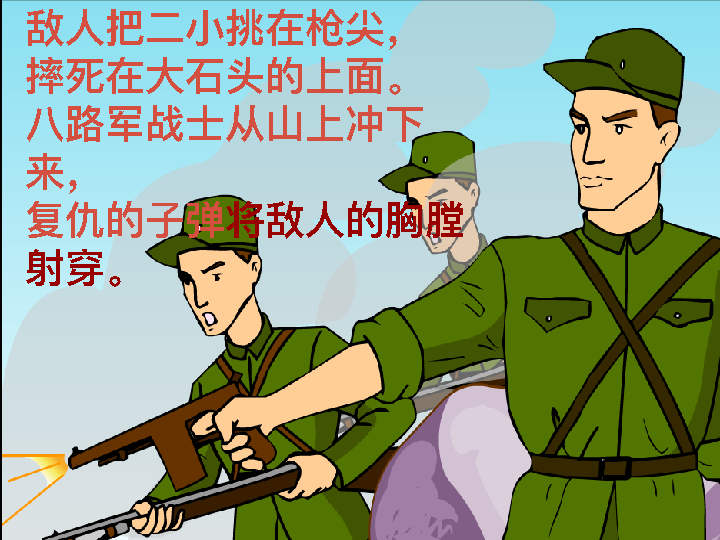 敌人把二小挑在枪尖，
摔死在大石头的上面。
八路军战士从山上冲下
来，
复仇的子弹将敌人的胸膛
射穿。